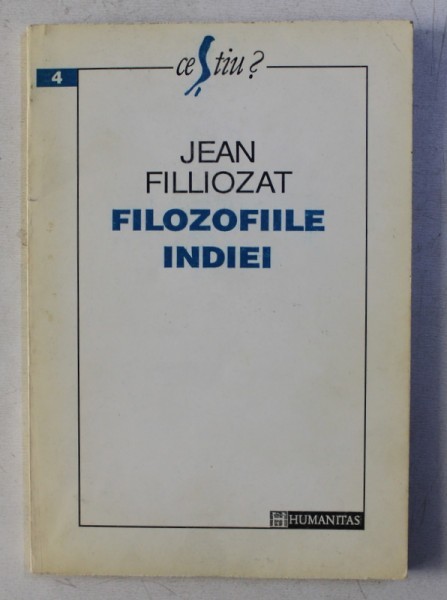 ce Știu?
4
JEAN
FILLIOZAT
FILOZOFIILE
INDIEI
HUMANITAS